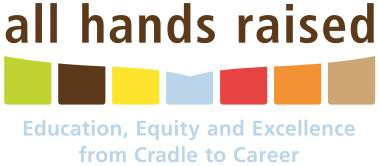 all hands raised
Education, Equity and Excellence
from Cradle to Career